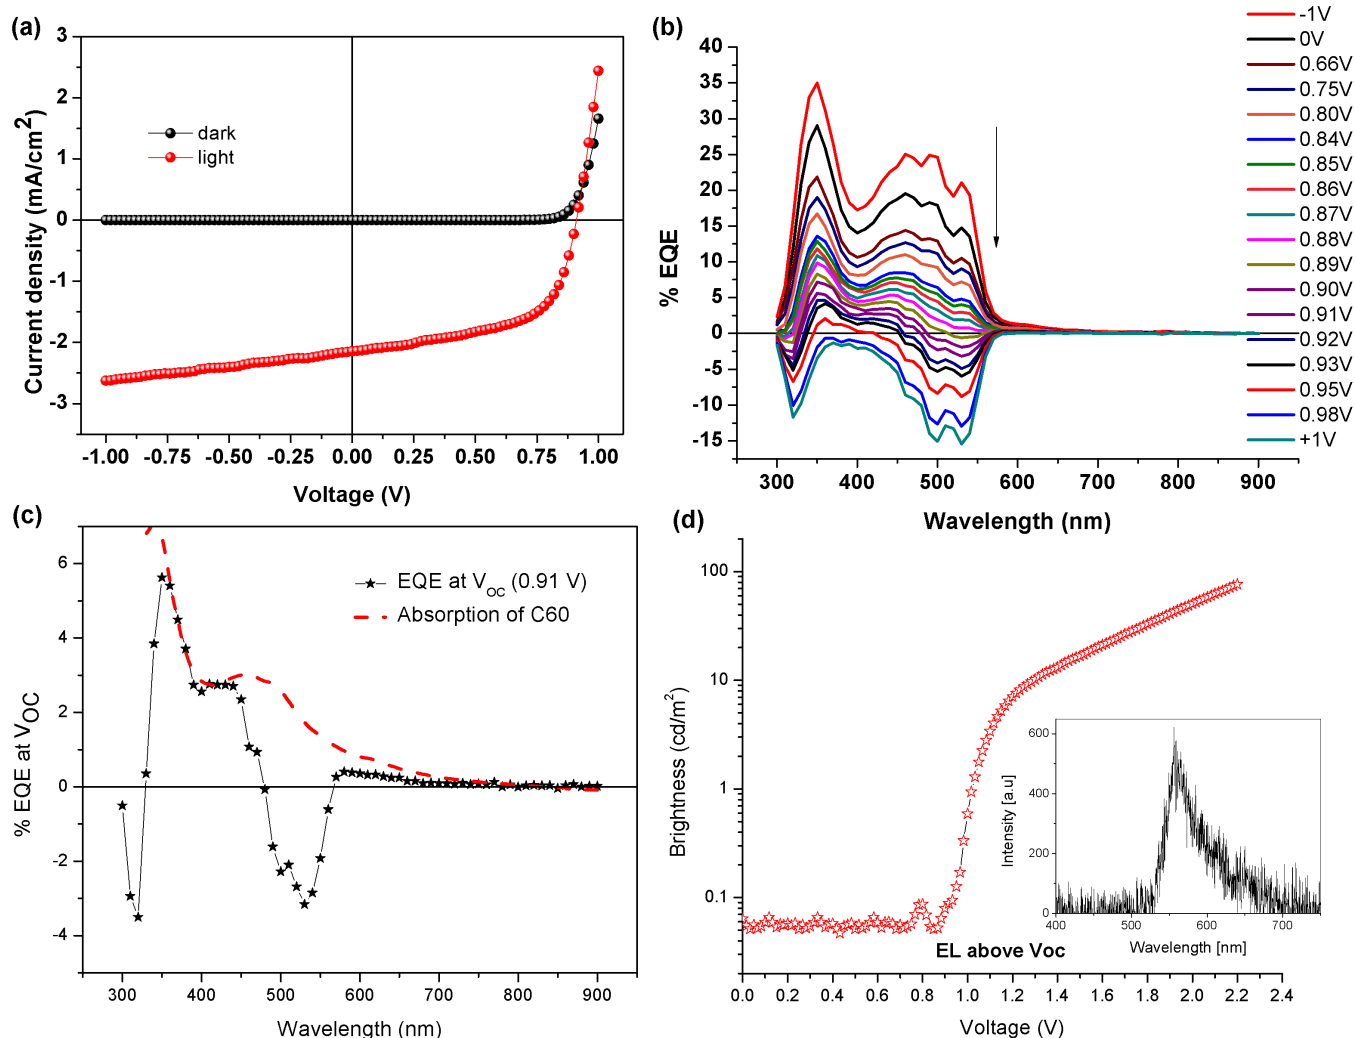 (a)
3
2
1
0
-1
-2
-3
Current density (mA/cm²)
dark
light
-1.00 -0.75 -0.50 -0.25 0.00 0.25 0.50 0.75 1.00
Voltage (V)
(b)
40
35
30
25
20
15
10
5
0
-5
-10
-15
% EQE
300 400 500 600 700 800 900
Wavelength (nm)
-1V
0V
0.66V
0.75V
0.80V
0.84V
0.85V
0.86V
0.87V
0.88V
0.89V
0.90V
0.91V
0.92V
0.93V
0.95V
0.98V
+1V
(c)
6
4
2
0
-2
-4
% EQE at VOC
EQE at VOC (0.91 V)
Absorption of C60
300 400 500 600 700 800 900
Wavelength (nm)
(d)
100
10
1
0.1
Brightness (cd/m²)
EL above Voc
0.0 0.2 0.4 0.6 0.8 1.0 1.2 1.4 1.6 1.8 2.0 2.2 2.4
Voltage (V)
600
400
200
0
Intensity [a.u]
400 500 600 700
Wavelength [nm]